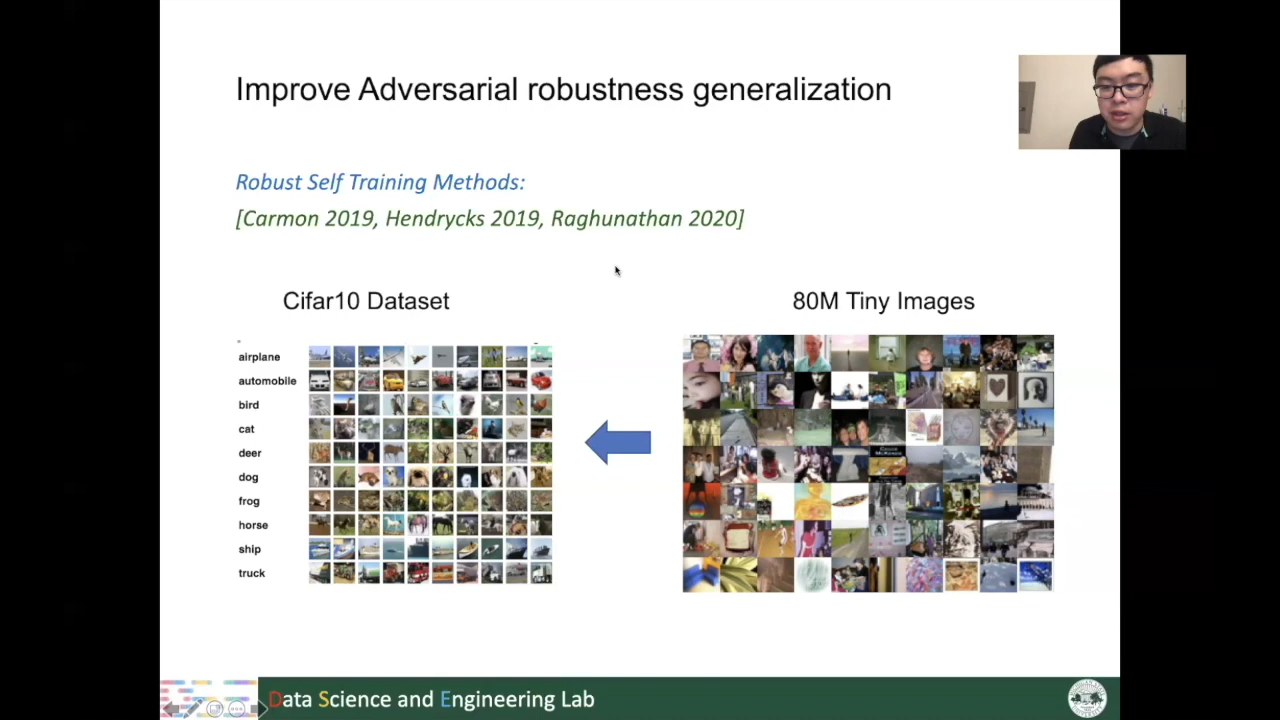 Improve Adversarial robustness generalization
Robust Self Training Methods:
[Carmon 2019, Hendrycks 2019, Raghunathan 2020]
Cifar10 Dataset
80M Tiny Images
airplane
automobile
bird
cat
deer
dog
frog
horse
ship
truck
Data Science and Engineering Lab